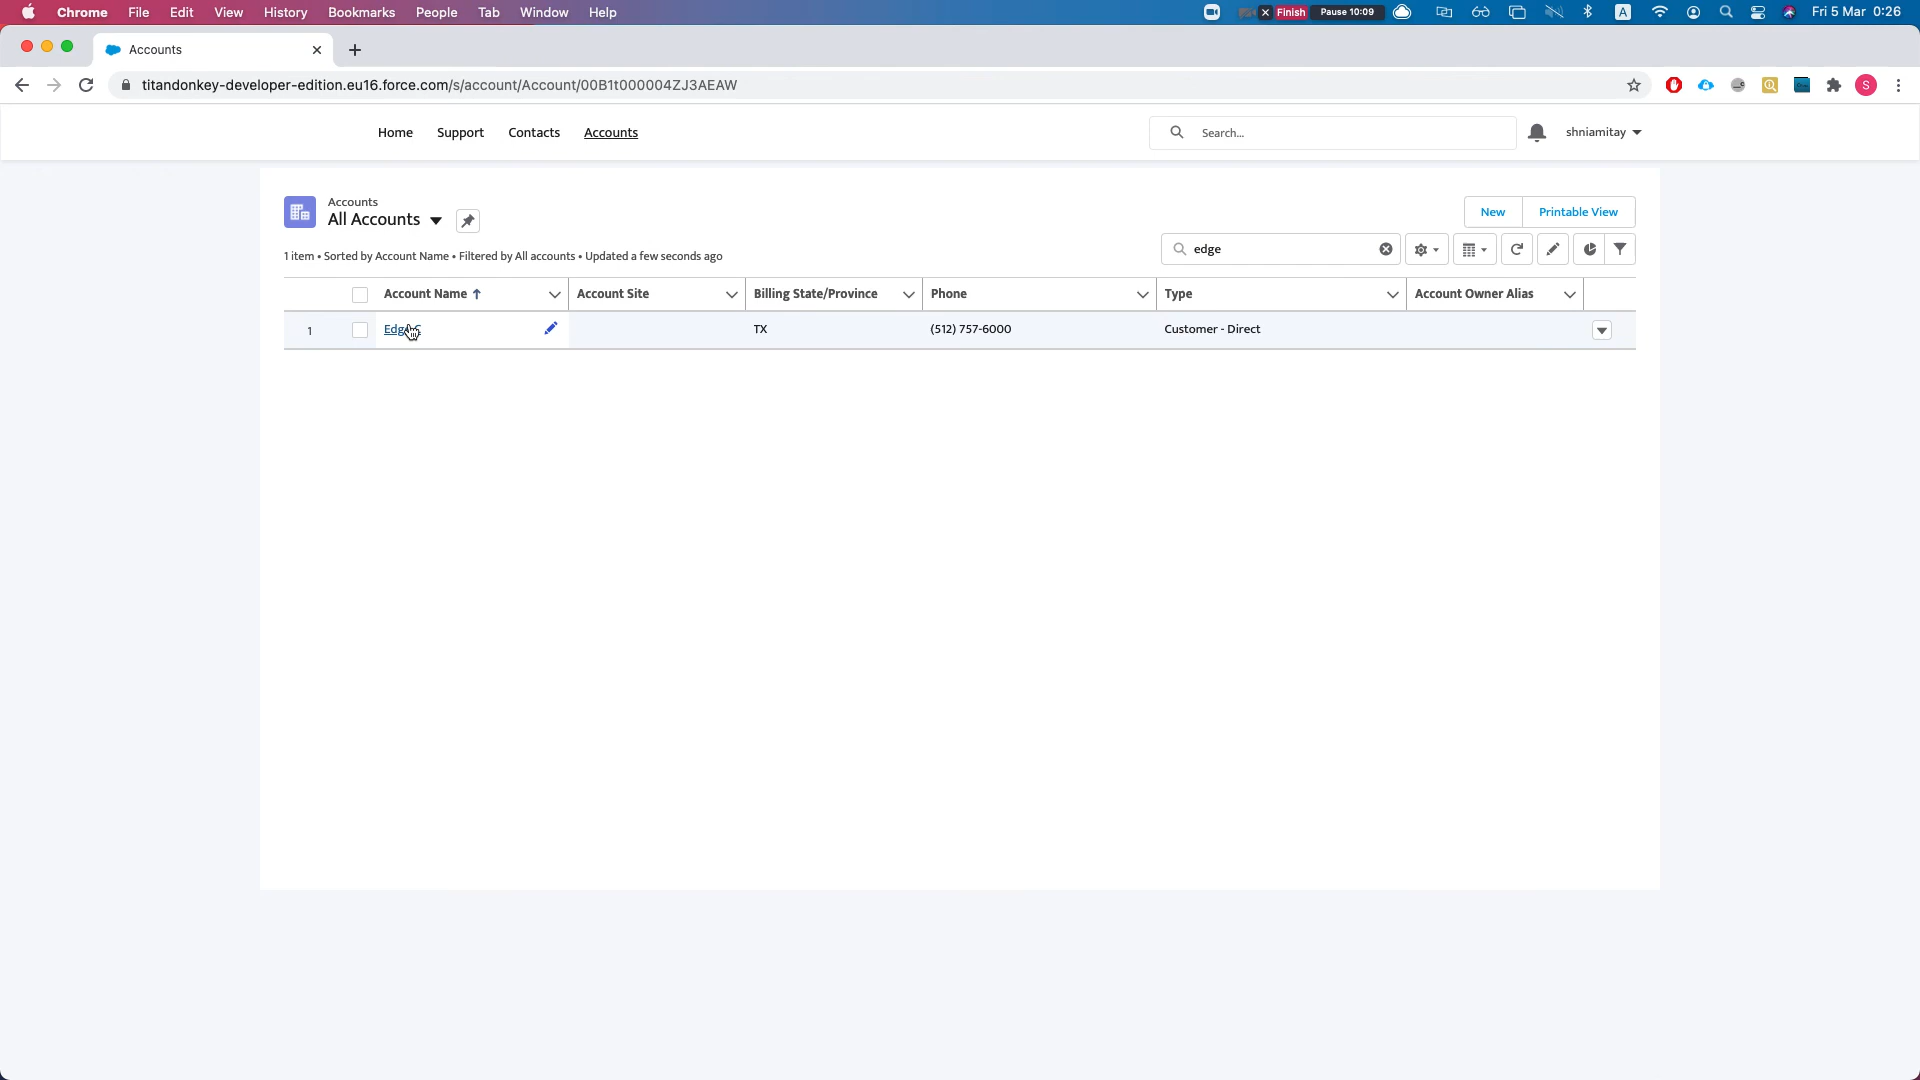 Chrome File Edit View History Bookmarks People Tab Window Help Finish Pause 10:09 A Fri 5 Mar 0:26
Accounts
titandonkey-developer-edition.eu16.force.com/s/account/Account/00B1t000004ZJ3AEAW S
Home Support Contacts Accounts Search... shniamitay
Accounts
All Accounts New Printable View
1 item • Sorted by Account Name • Filtered by All accounts • Updated a few seconds ago edge
Account Name Account Site Billing State/Province Phone Type Account Owner Alias
1 TX (512) 757-6000 Customer - Direct